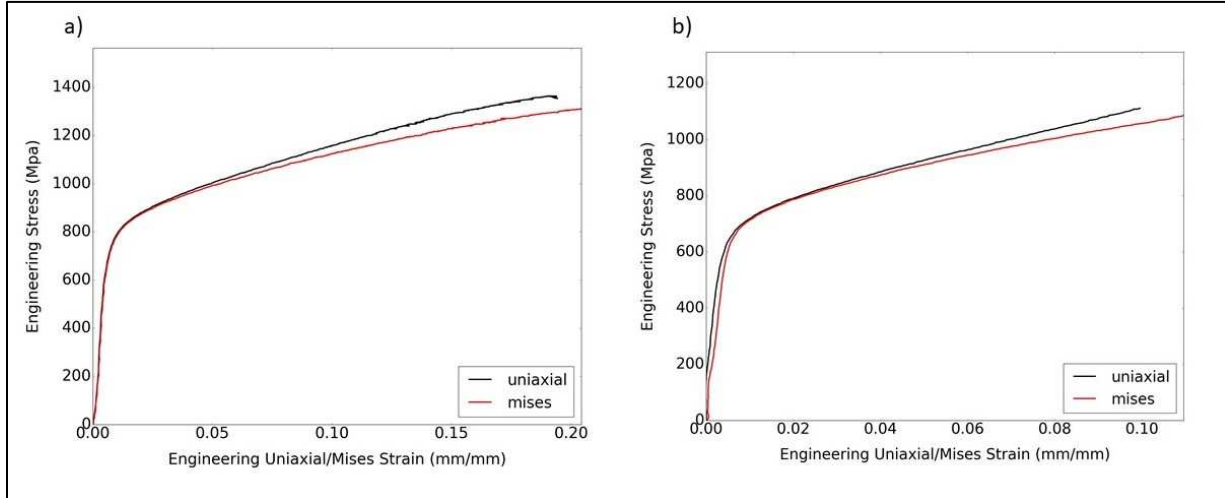 a)
1400
1200
1000
800
600
400
200
0
0.00 0.05 0.10 0.15 0.20
Engineering Stress (Mpa)
Engineering Uniaxial/Mises Strain (mm/mm)
uniaxial
mises
b)
1200
1000
800
600
400
200
0
0.00 0.02 0.04 0.06 0.08 0.10
Engineering Stress (Mpa)
Engineering Uniaxial/Mises Strain (mm/mm)
uniaxial
mises